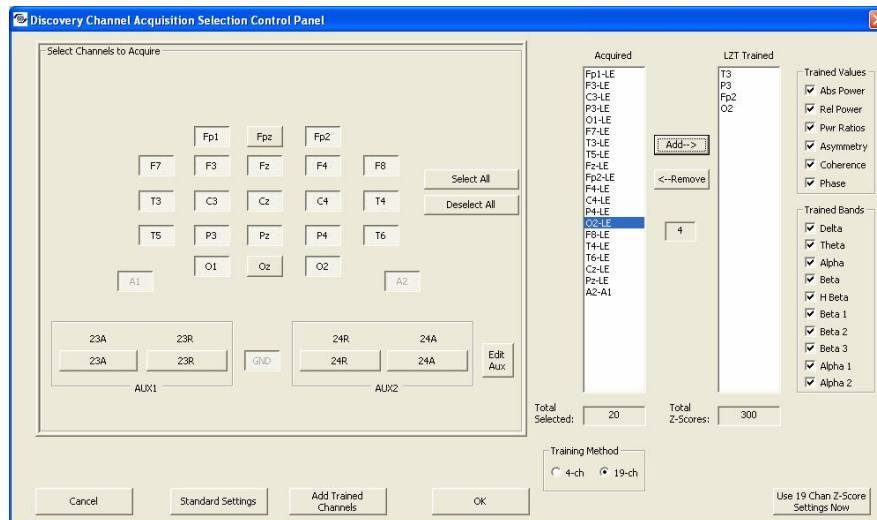 Discovery Channel Acquisition Selection Control Panel
Select Channels to Acquire
Fp1 Fpz Fp2
F7 F3 Fz F4 F8
T3 C3 Cz C4 T4
T5 P3 Pz P4 T6
O1 Oz O2
A1 A2
Select All
Deselect All
23A 23R 24R 24A
23A 23R GND 24R 24A
Edit Aux
AUX1 AUX2
Acquired
Fp1-LE
F3-LE
C3-LE
P3-LE
O1-LE
F7-LE
T3-LE
T5-LE
Fz-LE
Fp2-LE
F4-LE
C4-LE
P4-LE
O2-LE
F8-LE
T4-LE
T6-LE
Cz-LE
Pz-LE
A2-A1
Total Selected: 20
Add-->
<--Remove
4
LZT Trained
T3
P3
Fp2
O2
Total Z-Scores: 300
Trained Values
Abs Power
Rel Power
Pwr Ratios
Asymmetry
Coherence
Phase
Trained Bands
Delta
Theta
Alpha
Beta
H Beta
Beta 1
Beta 2
Beta 3
Alpha 1
Alpha 2
Training Method
4-ch 19-ch
Cancel
Standard Settings
Add Trained Channels
OK
Use 19 Chan Z-Score Settings Now